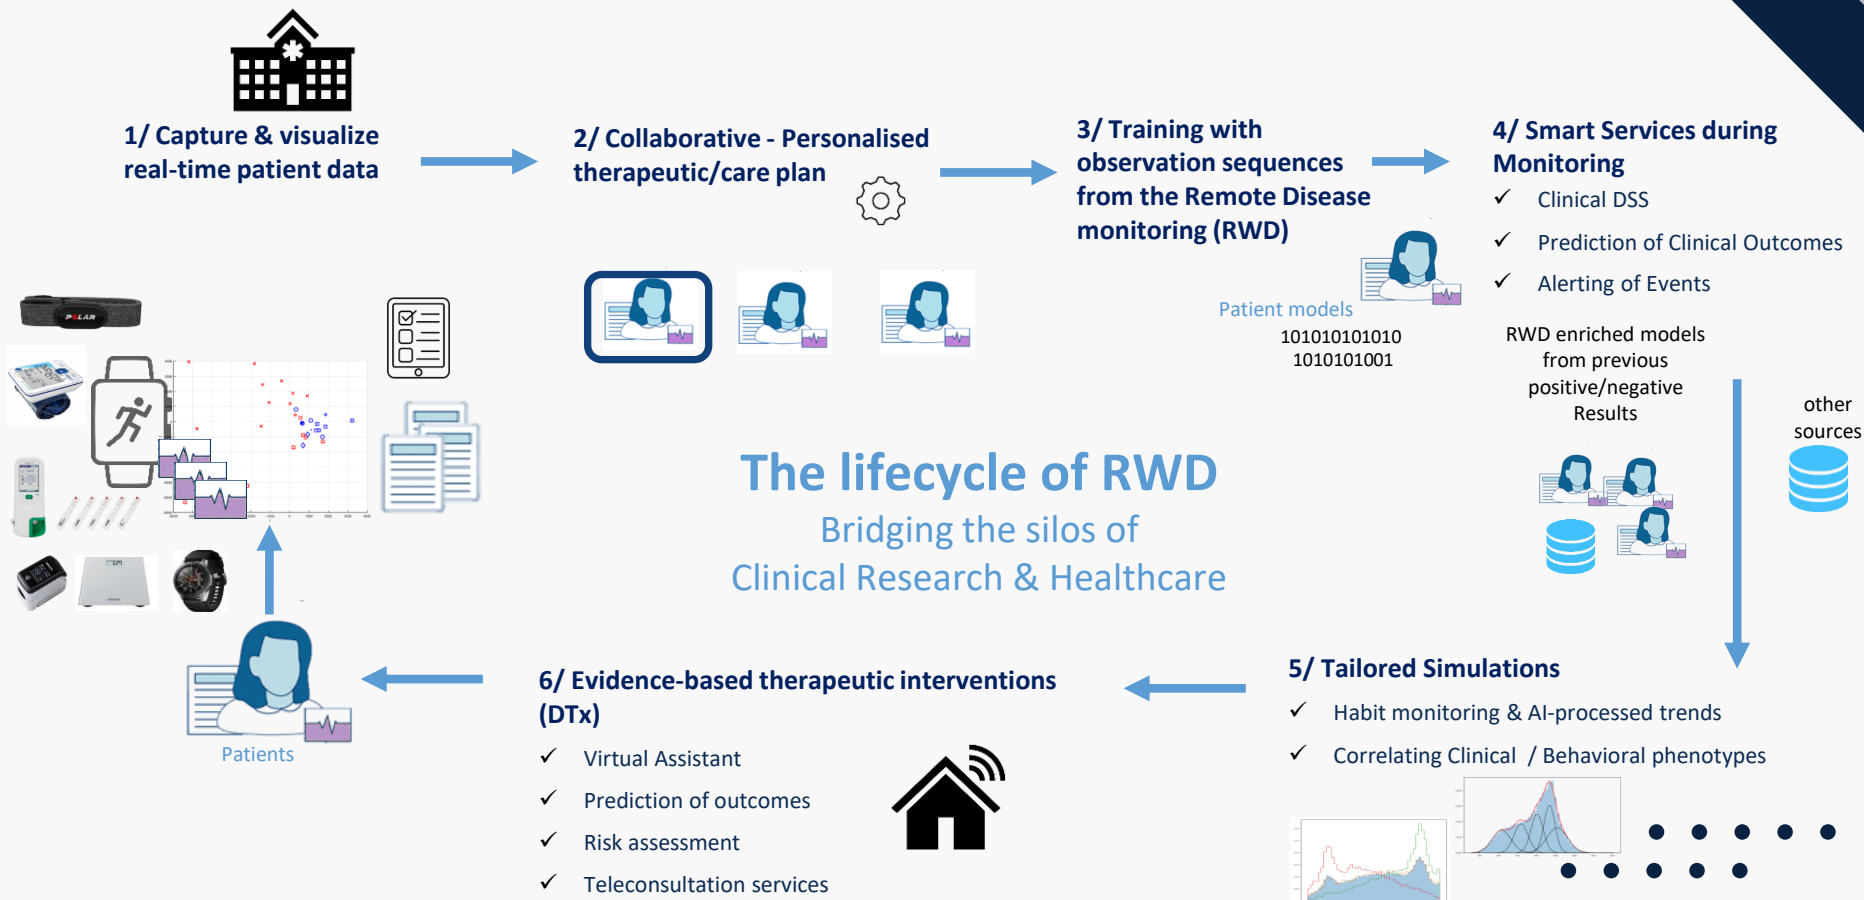 1/ Capture & visualize
real-time patient data
2/ Collaborative - Personalised
therapeutic/care plan
3/ Training with
observation sequences
from the Remote Disease
monitoring (RWD)
4/ Smart Services during
Monitoring
✓ Clinical DSS
✓ Prediction of Clinical Outcomes
✓ Alerting of Events
Patient models
101010101010
1010101001
RWD enriched models
from previous
positive/negative
Results
other
sources
POLAR
The lifecycle of RWD
Bridging the silos of
Clinical Research & Healthcare
5/ Tailored Simulations
✓ Habit monitoring & AI-processed trends
✓ Correlating Clinical / Behavioral phenotypes
6/ Evidence-based therapeutic interventions
(DTx)
✓ Virtual Assistant
✓ Prediction of outcomes
✓ Risk assessment
✓ Teleconsultation services
Patients